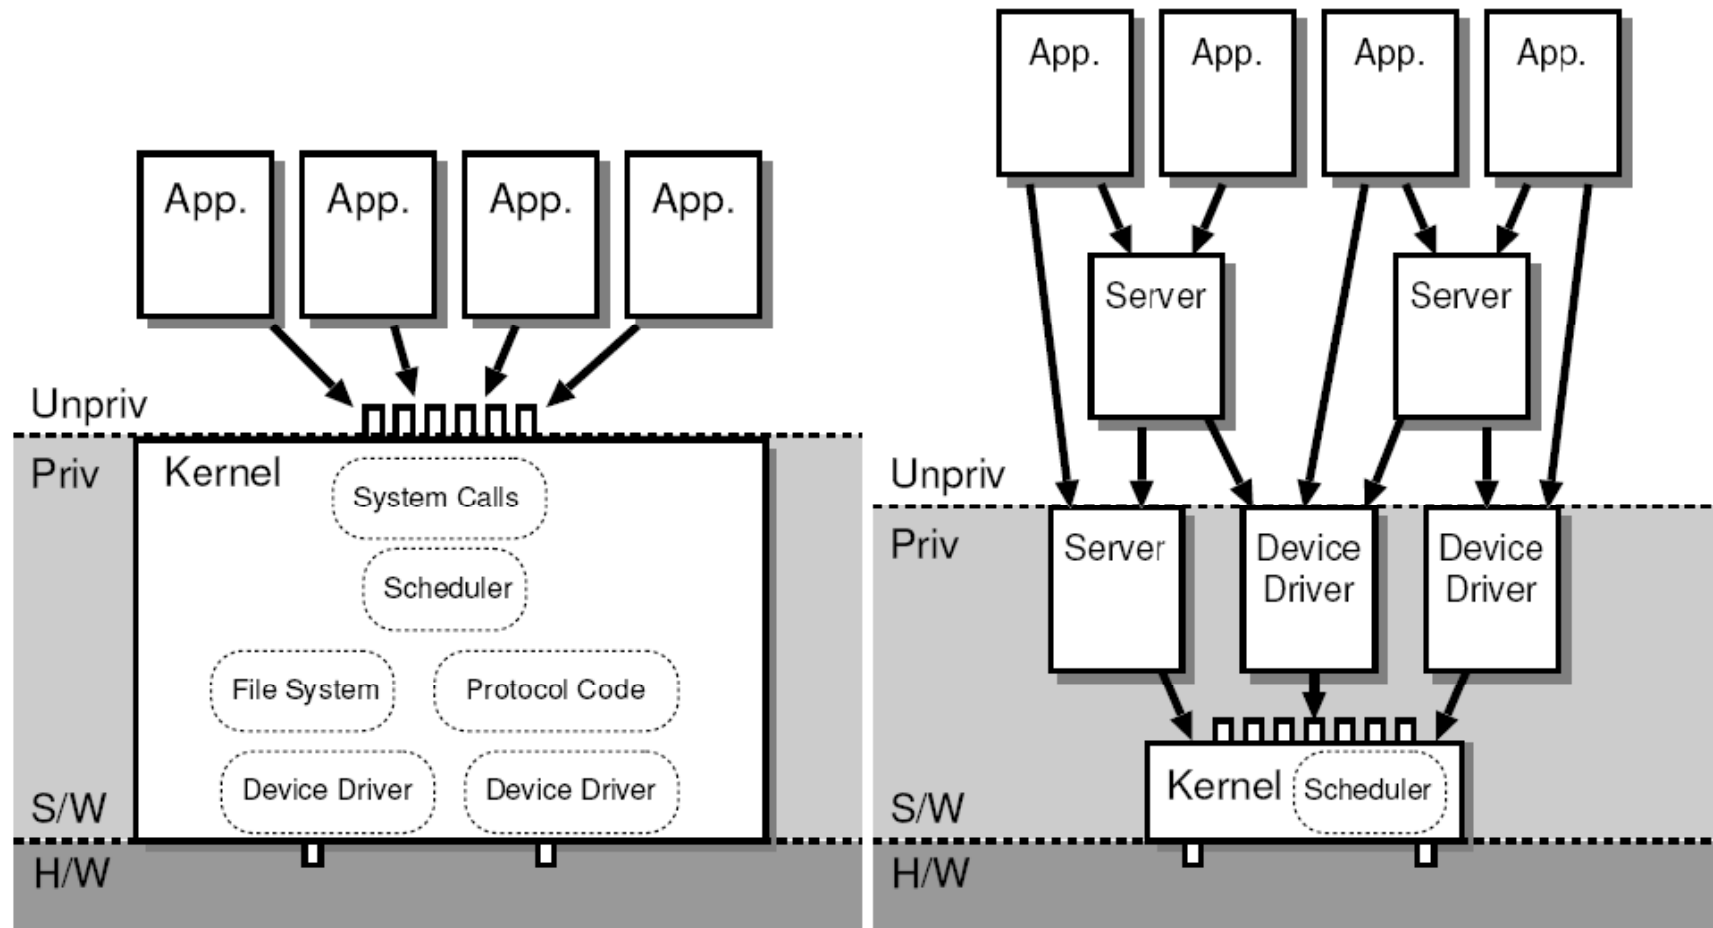 App.
App.
App.
App.
Unpriv
Priv
Kernel
System Calls
Scheduler
File System
Protocol Code
Device Driver
Device Driver
S/W
H/W
App.
App.
App.
App.
Server
Server
Unpriv
Priv
Server
Device
Driver
Device
Driver
Kernel
Scheduler
S/W
H/W